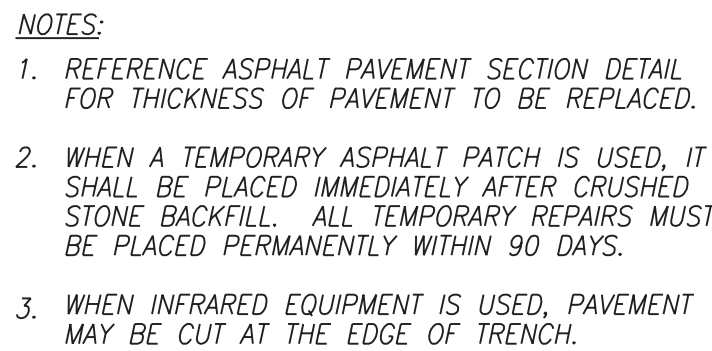 NOTES:
1. REFERENCE ASPHALT PAVEMENT SECTION DETAIL
FOR THICKNESS OF PAVEMENT TO BE REPLACED.
2. WHEN A TEMPORARY ASPHALT PATCH IS USED, IT
SHALL BE PLACED IMMEDIATELY AFTER CRUSHED
STONE BACKFILL. ALL TEMPORARY REPAIRS MUST
BE PLACED PERMANENTLY WITHIN 90 DAYS.
3. WHEN INFRARED EQUIPMENT IS USED, PAVEMENT
MAY BE CUT AT THE EDGE OF TRENCH.